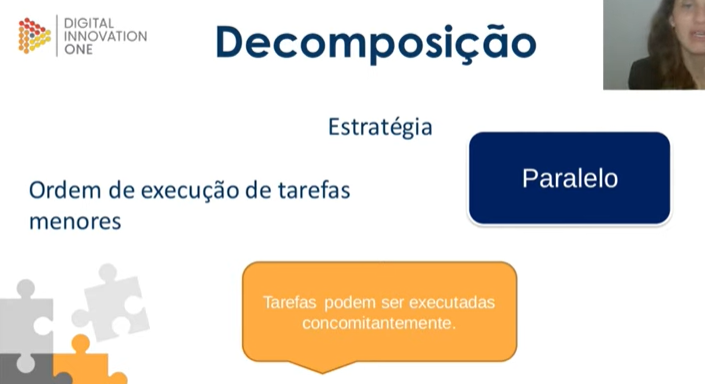 DIGITAL
INNOVATION
ONE
Decomposição
Estratégia
Paralelo
Ordem de execução de tarefas
menores
Tarefas podem ser executadas
concomitantemente.